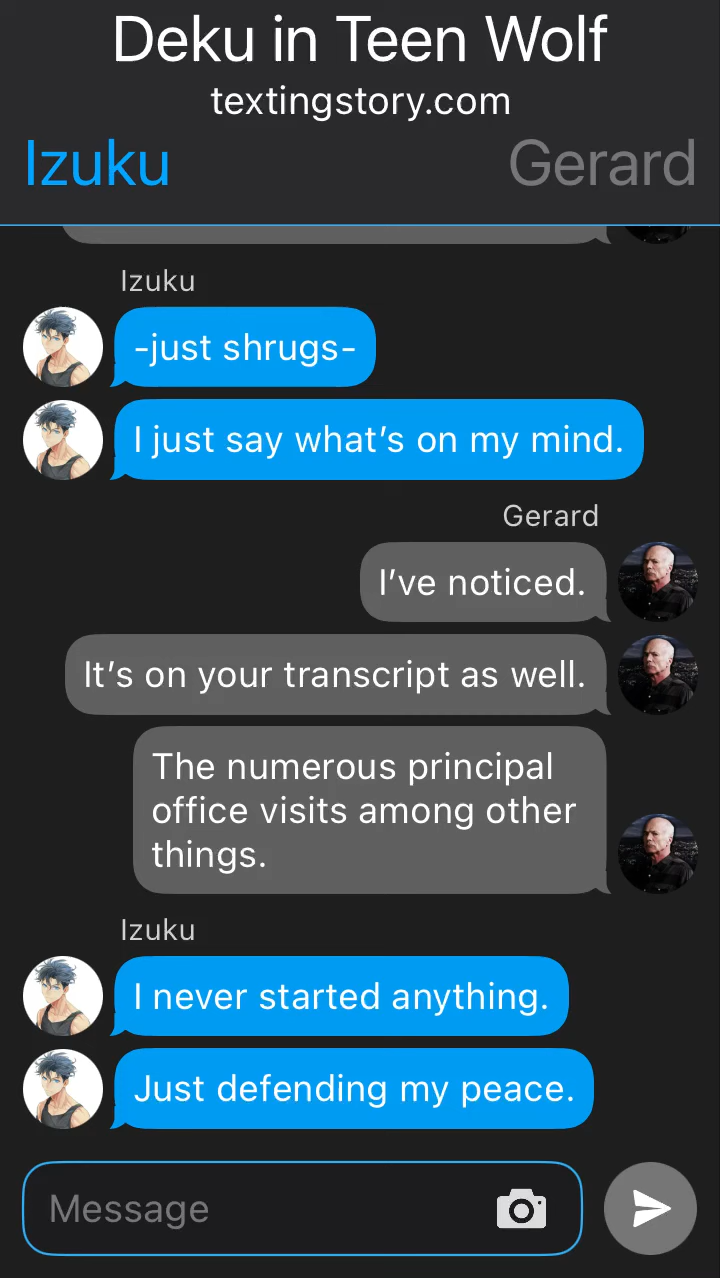 Deku in Teen Wolf
textingstory.com
Izuku
Gerard
Izuku
-just shrugs-
I just say what’s on my mind.
Gerard
I’ve noticed.
It’s on your transcript as well.
The numerous principal
office visits among other
things.
Izuku
I never started anything.
Just defending my peace.
Message